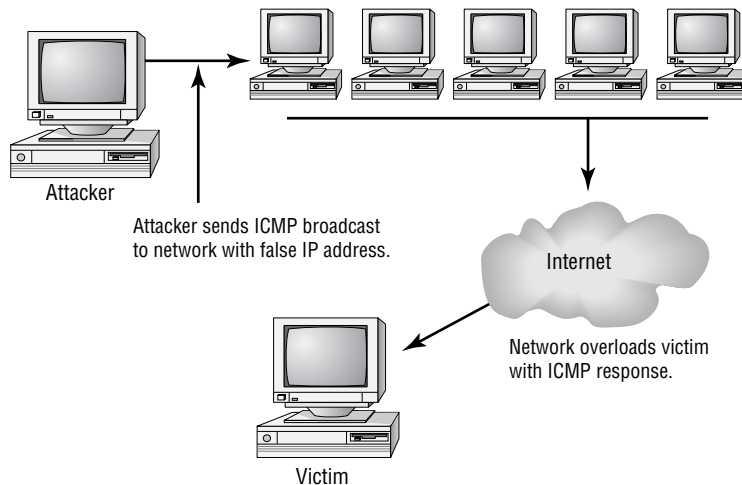 Attacker
Attacker sends ICMP broadcast
to network with false IP address.
Internet
Network overloads victim
with ICMP response.
Victim